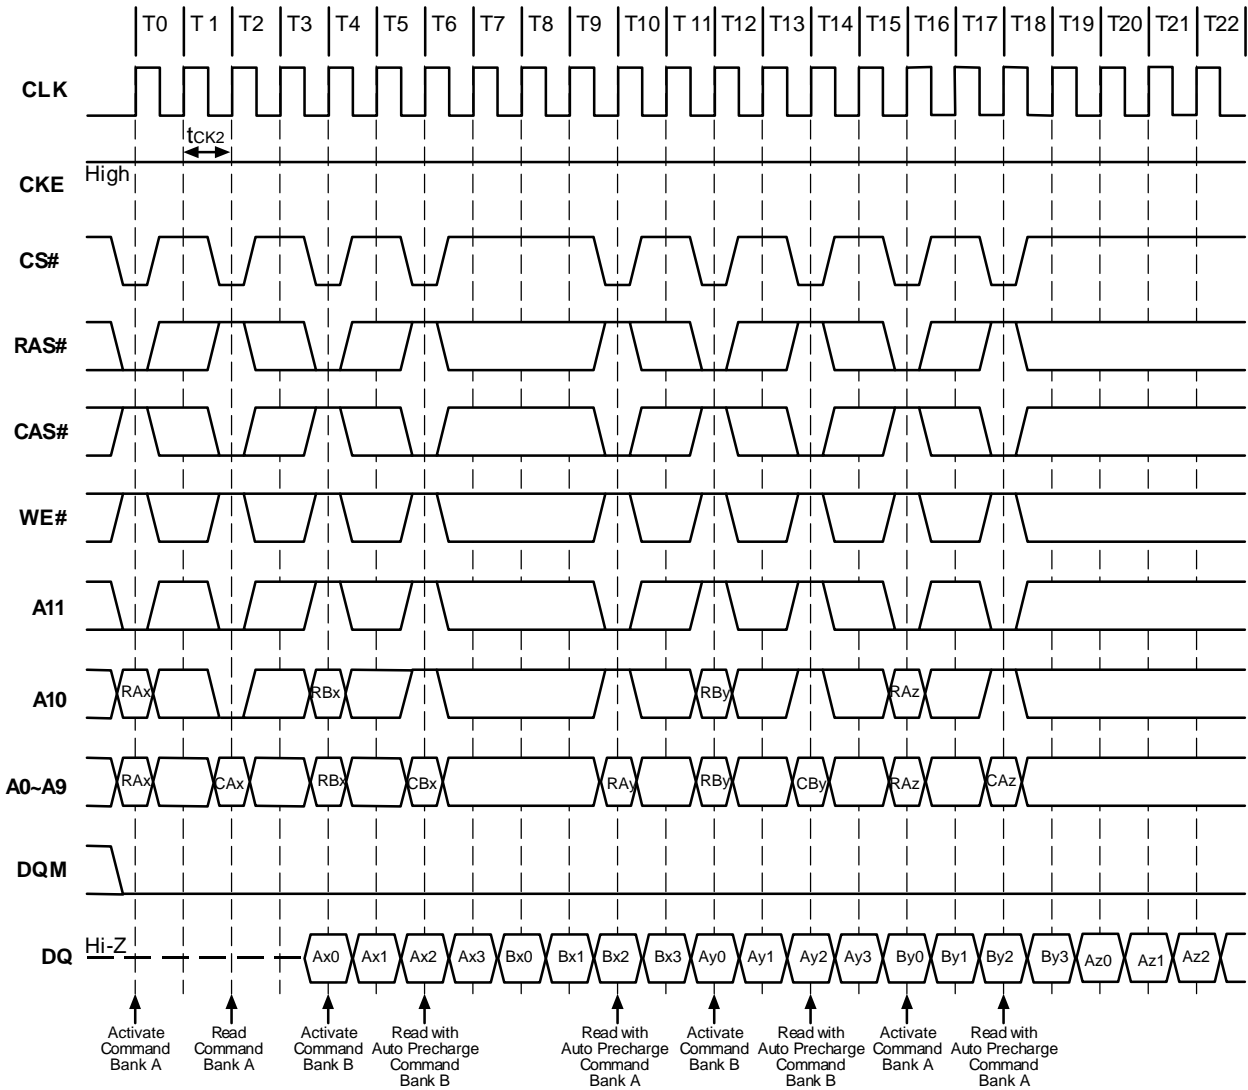 T0 T 1 T2 T3 T4 T5 T6 T7 T8 T9 T10 T 11 T12 T13 T14 T15 T16 T17 T18 T19 T20 T21 T22
CLK
tCK2
High
CKE
CS#
RAS#
CAS#
WE#
A11
A10 RAx RBx RBy RAz
A0~A9 RAx CAx RBx CBx RAy RBy CBy RAz CAz
DQM
Hi-Z
DQ Ax0 Ax1 Ax2 Ax3 Bx0 Bx1 Bx2 Bx3 Ay0 Ay1 Ay2 Ay3 By0 By1 By2 By3 Az0 Az1 Az2
Activate
Command
Bank A
Read
Command
Bank A
Activate
Command
Bank B
Read with
Auto Precharge
Command
Bank B
Read with
Auto Precharge
Command
Bank A
Activate
Command
Bank B
Read with
Auto Precharge
Command
Bank B
Activate
Command
Bank A
Read with
Auto Precharge
Command
Bank A